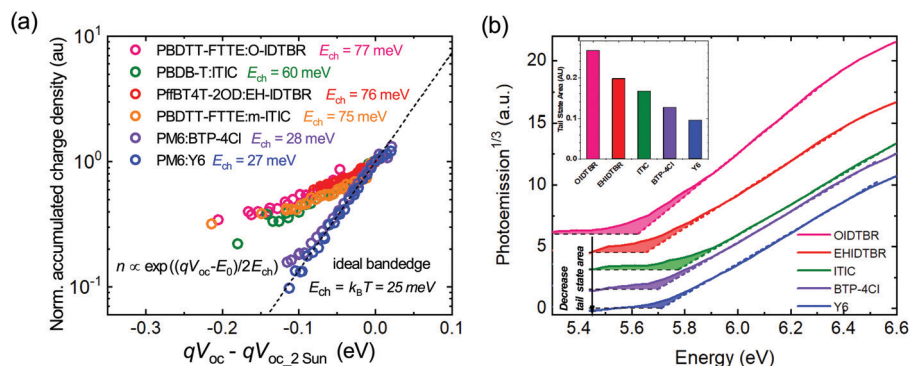 (a)
Norm. accumulated charge density (au)
10¹
10⁰
10⁻¹
PBDTT-FTTE:O-IDTBR E_ch = 77 meV
PBDB-T:ITIC E_ch = 60 meV
PffBT4T-2OD:EH-IDTBR E_ch = 76 meV
PBDTT-FTTE:m-ITIC E_ch = 75 meV
PM6:BTP-4Cl E_ch = 28 meV
PM6:Y6 E_ch = 27 meV
n ∝ exp((qV_oc-E_0)/2E_ch)
ideal bandedge
E_ch = k_BT = 25 meV
-0.3 -0.2 -0.1 0.0 0.1
qV_oc - qV_oc_2 Sun (eV)
(b)
Photoemission^1/3 (a.u.)
20
15
10
5
0
Tail State Area (AU)
0.2
0.1
0.0
OIDTBR
EHIDTBR
ITIC
BTP-4Cl
Y6
Decrease
tail state area
OIDTBR
EHIDTBR
ITIC
BTP-4Cl
Y6
5.4 5.6 5.8 6.0 6.2 6.4 6.6
Energy (eV)